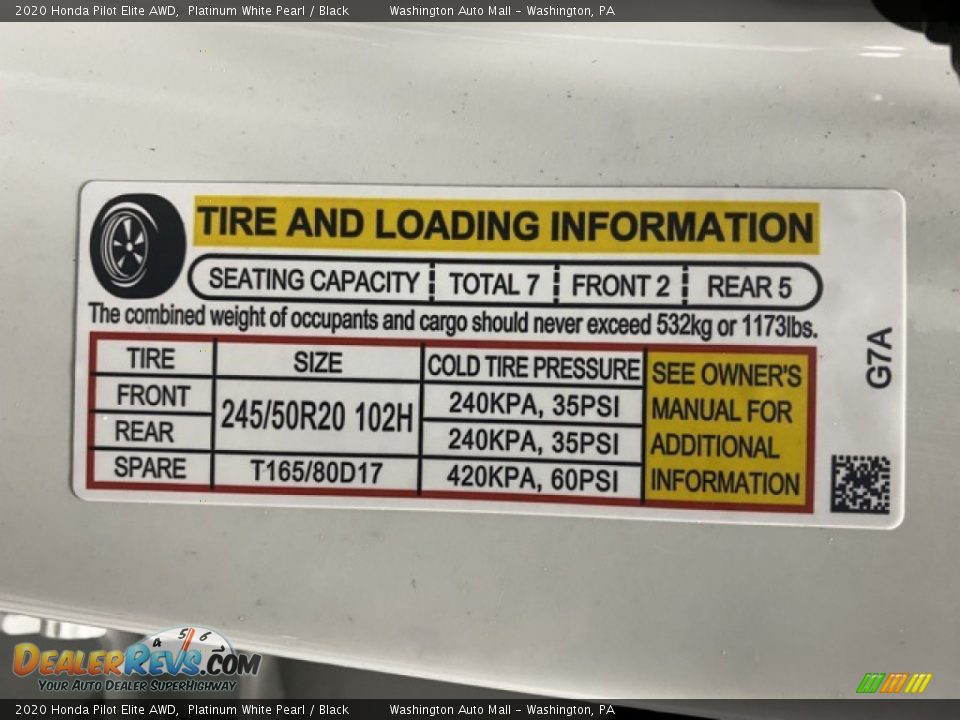 2020 Honda Pilot Elite AWD, Platinum White Pearl / Black Washington Auto Mall - Washington, PA
TIRE AND LOADING INFORMATION
SEATING CAPACITY TOTAL 7 FRONT 2 REAR 5
The combined weight of occupants and cargo should never exceed 532kg or 1173lbs.
TIRE SIZE COLD TIRE PRESSURE
FRONT 245/50R20 102H 240KPA, 35PSI
REAR 240KPA, 35PSI
SPARE T165/80D17 420KPA, 60PSI
SEE OWNER'S
MANUAL FOR
ADDITIONAL
INFORMATION
G7A
4 5 6
DEALERREVS.COM
YOUR AUTO DEALER SUPERHIGHWAY
2020 Honda Pilot Elite AWD, Platinum White Pearl / Black Washington Auto Mall - Washington, PA